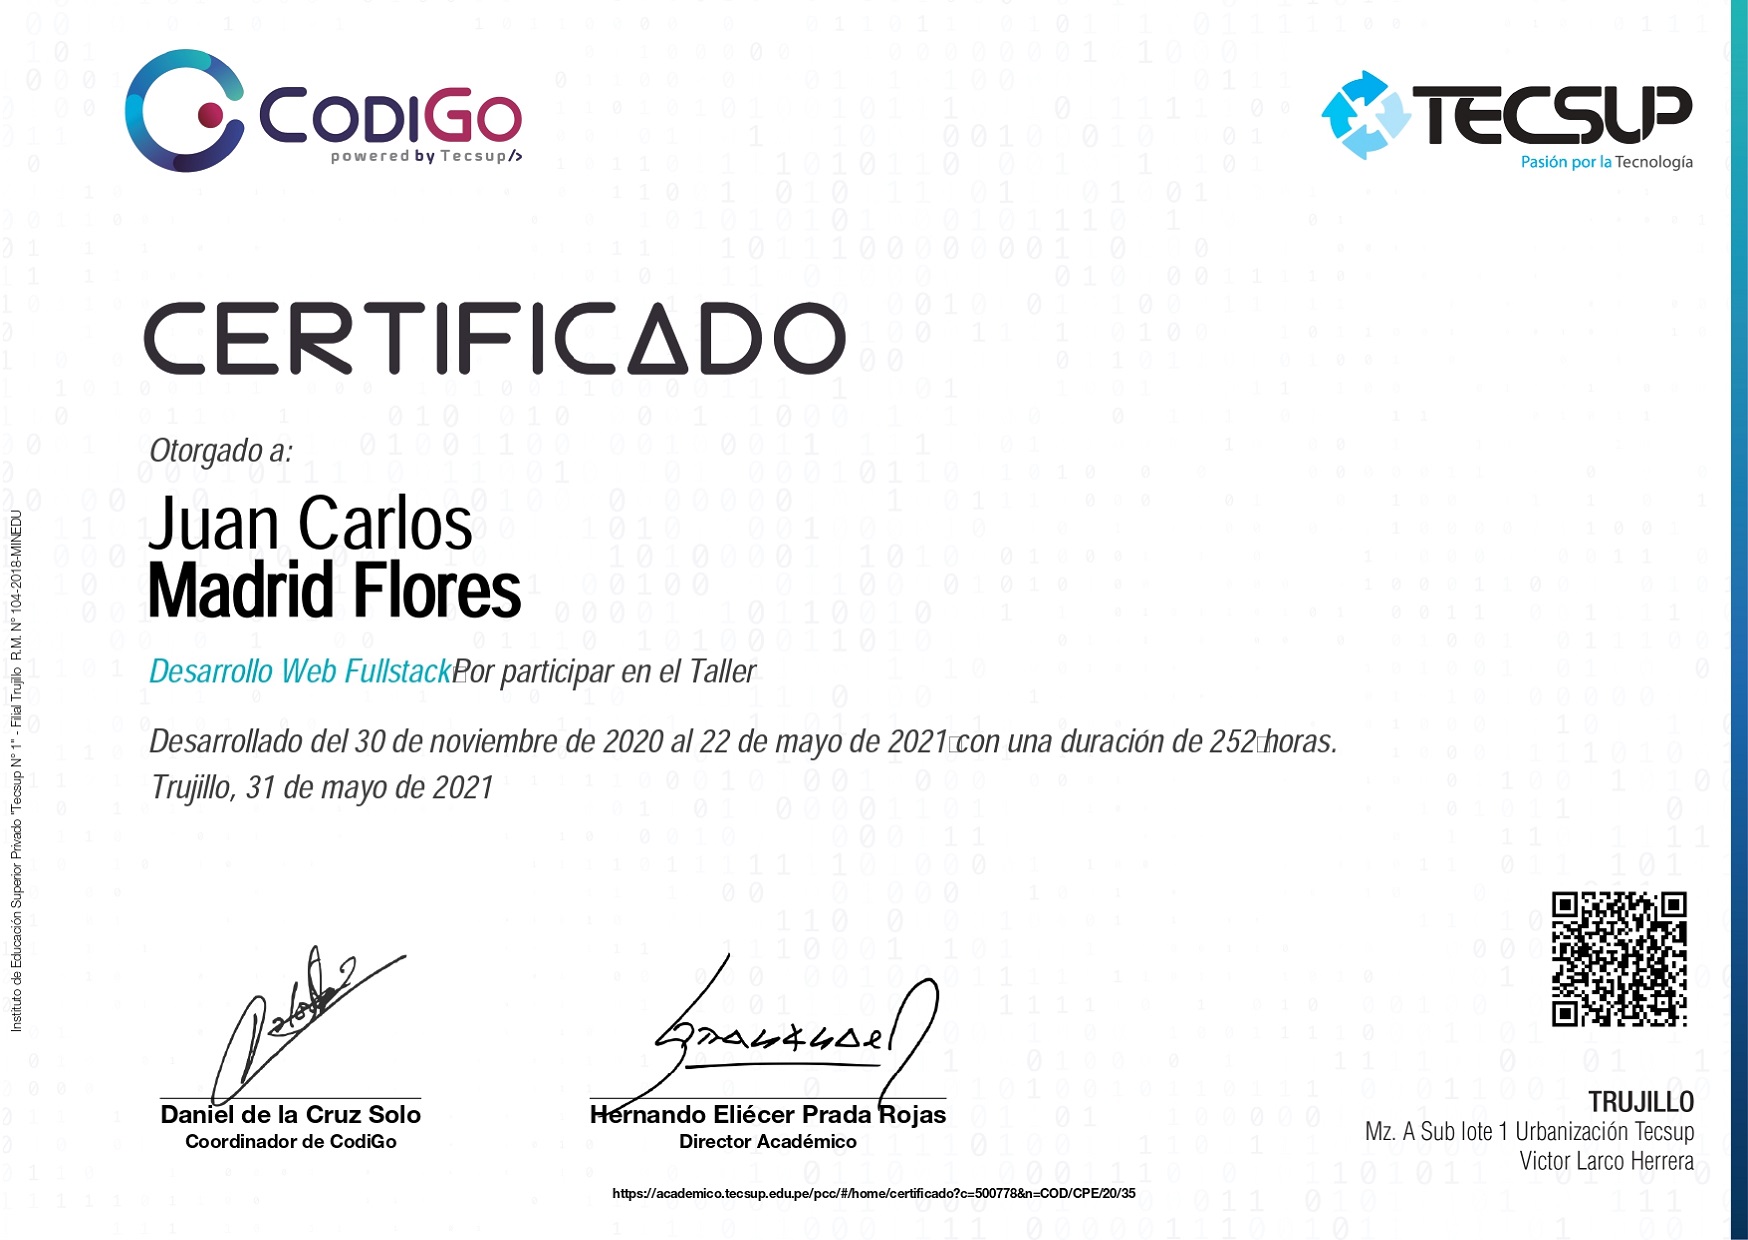 CODIGO
powered by Tecsup/>
TECSUP
Pasión por la Tecnología
CERTIFICADO
Otorgado a:
Juan Carlos
Madrid Flores
Desarrollo Web Fullstack Por participar en el Taller
Desarrollado del 30 de noviembre de 2020 al 22 de mayo de 2021 con una duración de 252 horas.
Trujillo, 31 de mayo de 2021
Instituto de Educación Superior Privado "Tecsup N° 1" - Filial Trujillo R.M. N° 104-2018-MINEDU
Daniel de la Cruz Solo
Coordinador de CodiGo
Hernando Eliécer Prada Rojas
Director Académico
TRUJILLO
Mz. A Sub lote 1 Urbanización Tecsup
Victor Larco Herrera
https://academico.tecsup.edu.pe/pcc/#/home/certificado?c=500778&n=COD/CPE/20/35